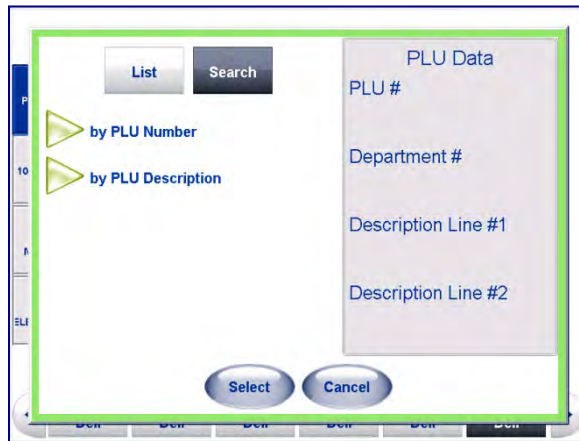 List
Search
by PLU Number
by PLU Description
PLU Data
PLU #
Department #
Description Line #1
Description Line #2
Select
Cancel